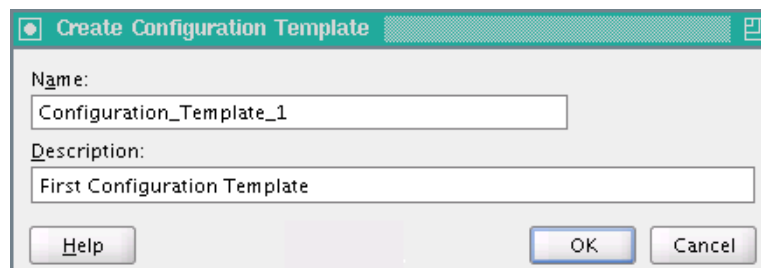 Create Configuration Template
Name:
Configuration_Template_1
Description:
First Configuration Template
Help OK Cancel